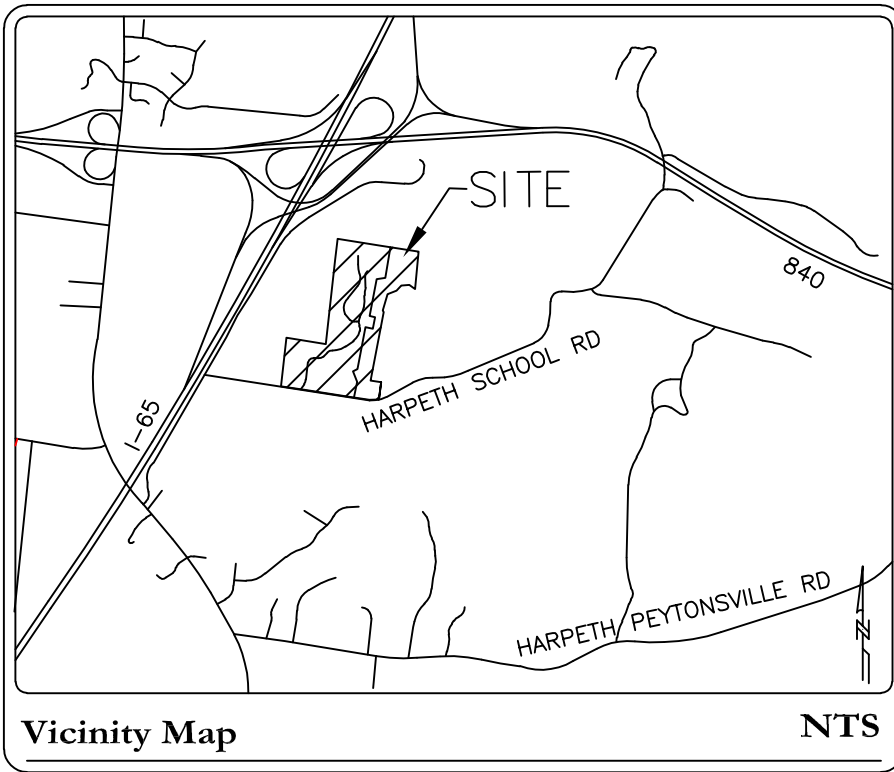 SITE
840
HARPETH SCHOOL RD
I-65
HARPETH PEYTONSVILLE RD
N
Vicinity Map
NTS